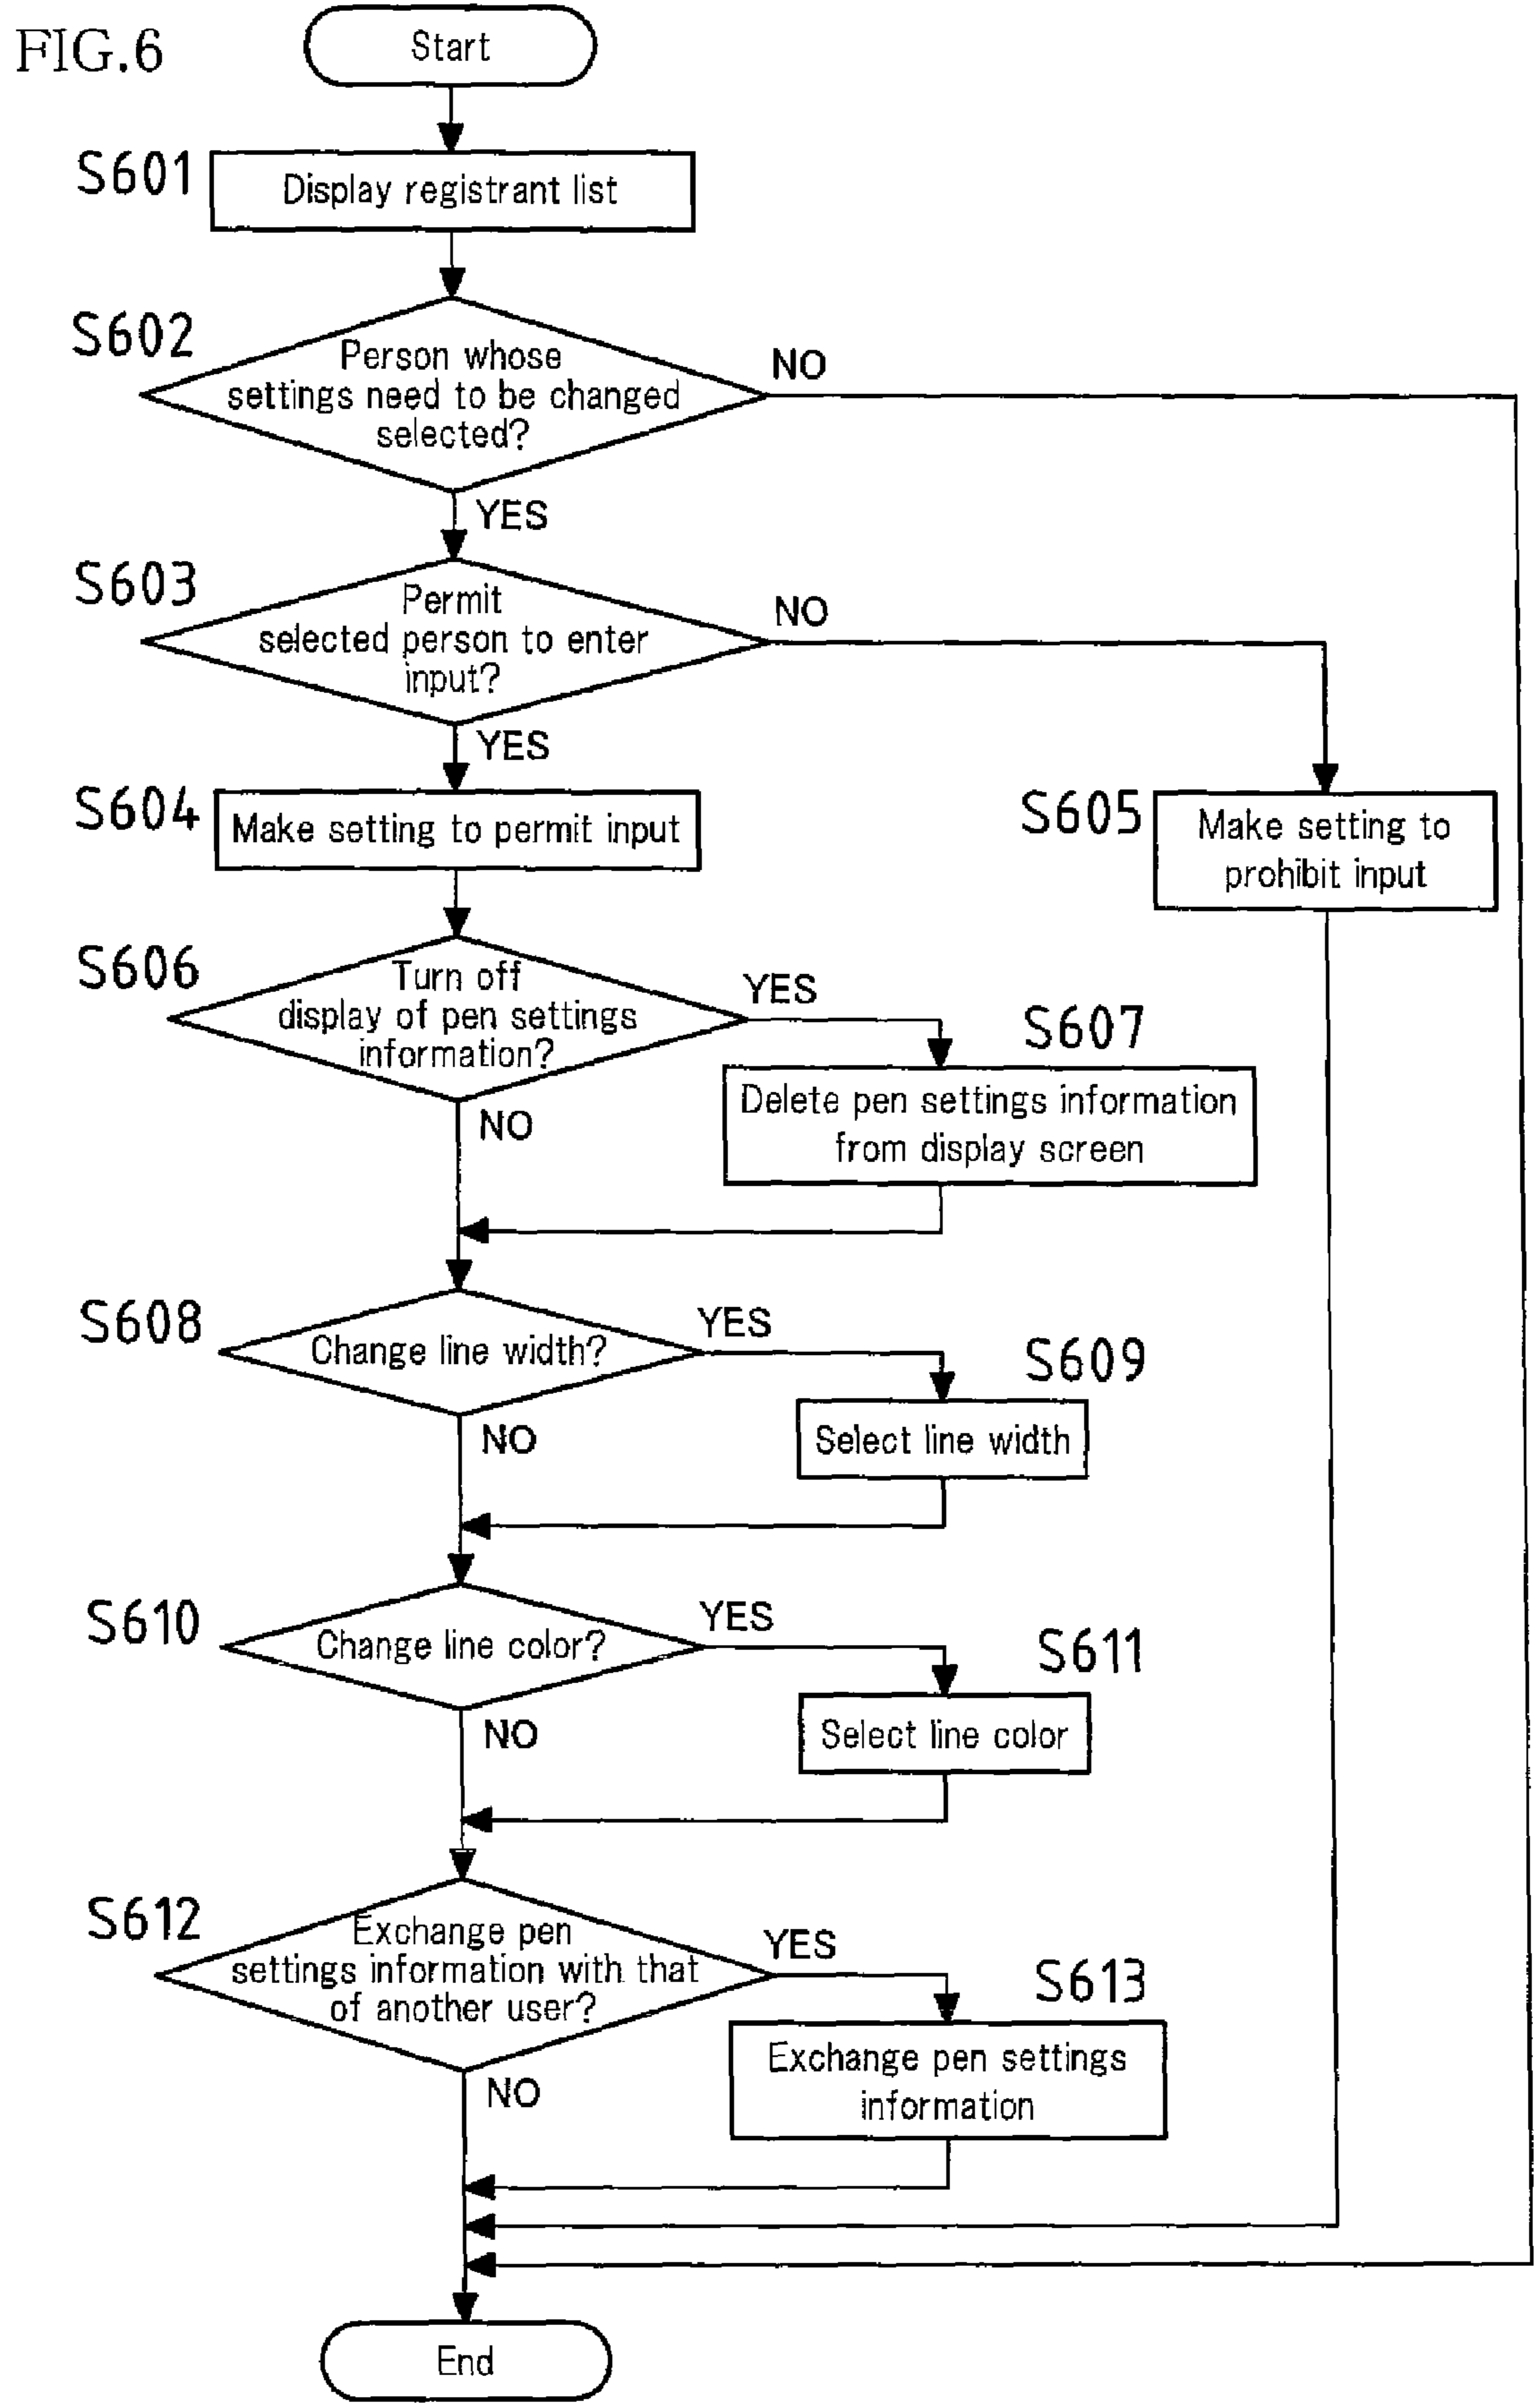 FIG.6
Start
S601
Display registrant list
S602
Person whose
settings need to be changed
selected?
NO
YES
S603
Permit
selected person to enter
input?
NO
YES
S604
Make setting to permit input
S605
Make setting to
prohibit input
S606
Turn off
display of pen settings
information?
YES
NO
S607
Delete pen settings information
from display screen
S608
Change line width?
YES
NO
S609
Select line width
S610
Change line color?
YES
NO
S611
Select line color
S612
Exchange pen
settings information with that
of another user?
YES
NO
S613
Exchange pen settings
information
End